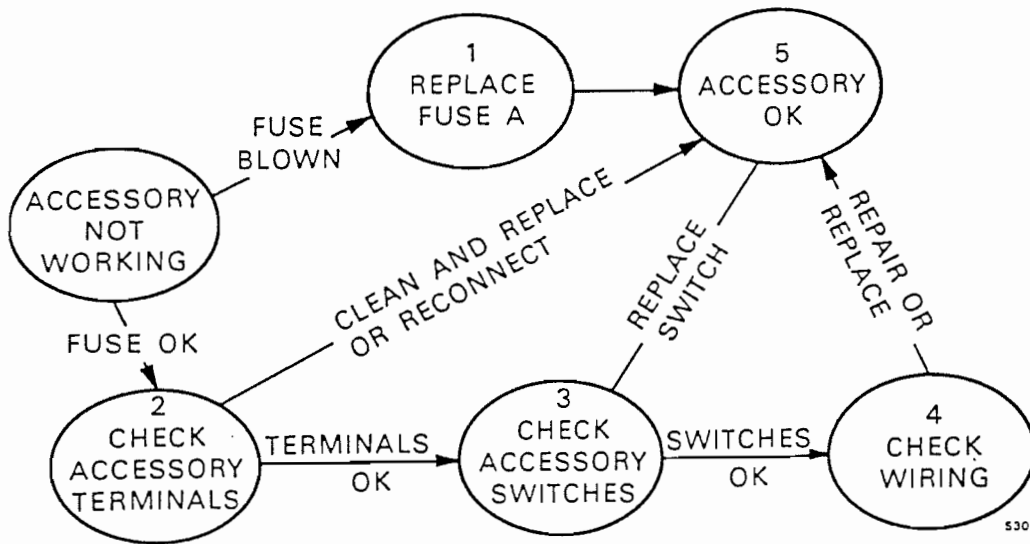 1
REPLACE
FUSE A
5
ACCESSORY
OK
FUSE
BLOWN
ACCESSORY
NOT
WORKING
CLEAN AND REPLACE
OR RECONNECT
REPLACE
SWITCH
REPAIR OR
REPLACE
FUSE OK
2
CHECK
ACCESSORY
TERMINALS
TERMINALS
OK
3
CHECK
ACCESSORY
SWITCHES
SWITCHES
OK
4
CHECK
WIRING
S30